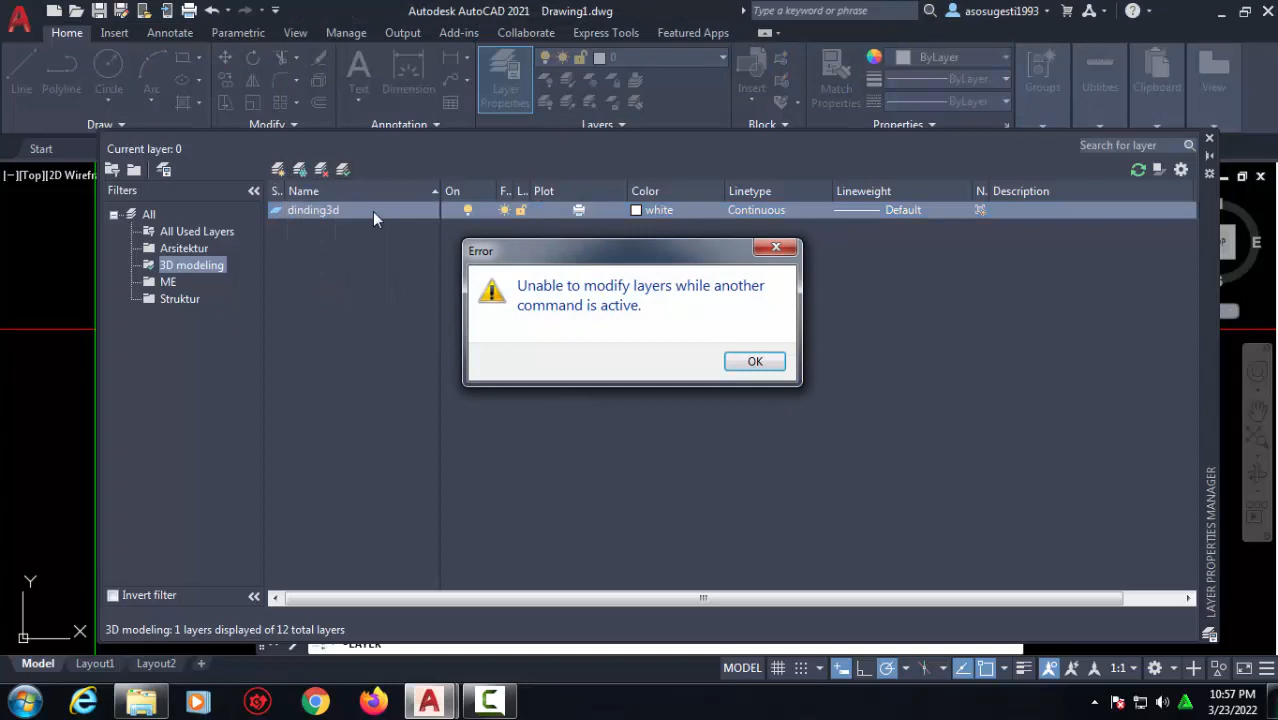 Autodesk AutoCAD 2021 Drawing1.dwg
Type a keyword or phrase
asosugesti1993
Home Insert Annotate Parametric View Manage Output Add-ins Collaborate Express Tools Featured Apps
Line Polyline Circle Arc
Text Dimension
Layer Properties
0
Insert
Match Properties
ByLayer
ByLayer
ByLayer
Groups Utilities Clipboard View
Draw Modify Annotation Layers Block Properties
Start
Current layer: 0
Search for layer
[−][Top][2D Wirefr
Filters
S.. Name On F.. L.. Plot Color Linetype Lineweight N. Description
dinding3d white Continuous Default
All
All Used Layers
Arsitektur
3D modeling
ME
Struktur
Error
Unable to modify layers while another
command is active.
OK
E
Invert filter
3D modeling: 1 layers displayed of 12 total layers
LAYER PROPERTIES MANAGER
Y
X
Model Layout1 Layout2 +
MODEL 1:1
10:57 PM
3/23/2022